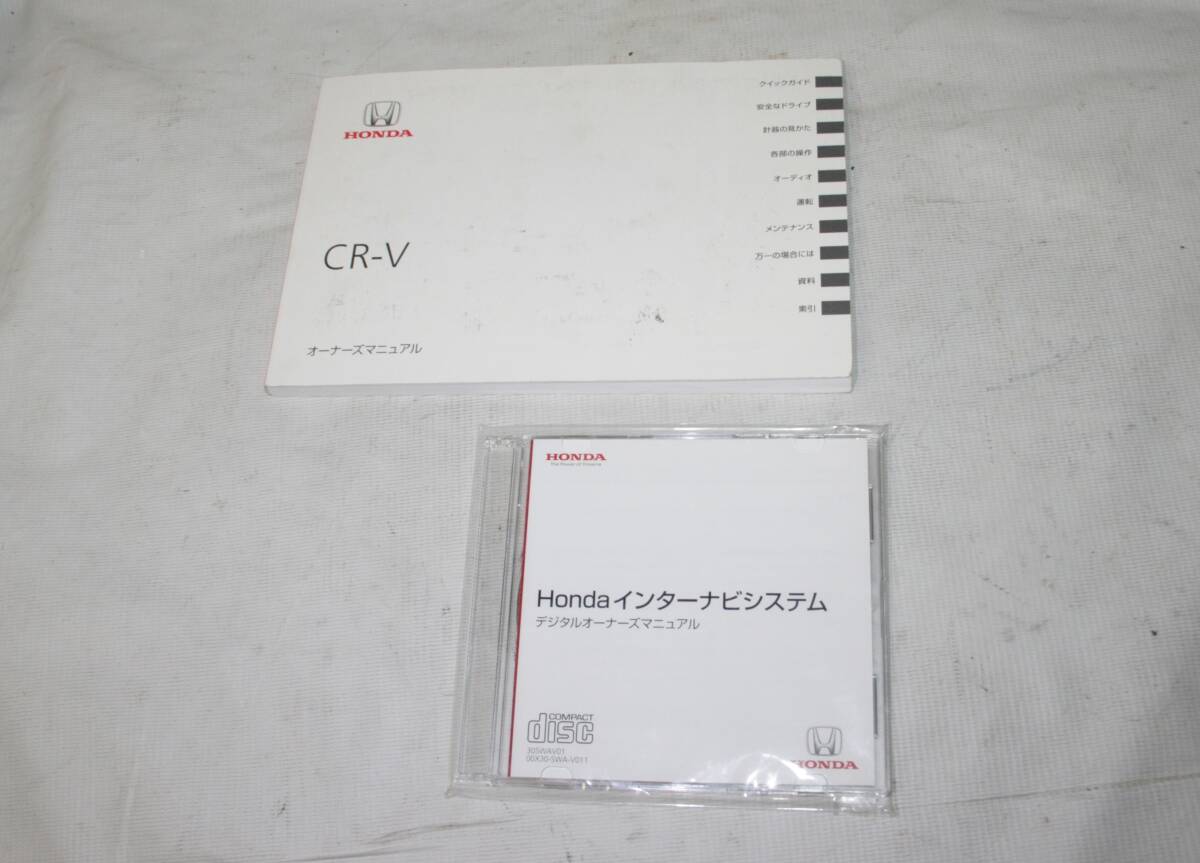 HONDA
CR-V
オーナーズマニュアル
クイックガイド
安全なドライブ
計器の見かた
各部の操作
オーディオ
運転
メンテナンス
万一の場合には
資料
索引
HONDA
The Power of Dreams
Hondaインターナビシステム
デジタルオーナーズマニュアル
COMPACT
disc
30SWAV01
00X30-SWA-V011
HONDA